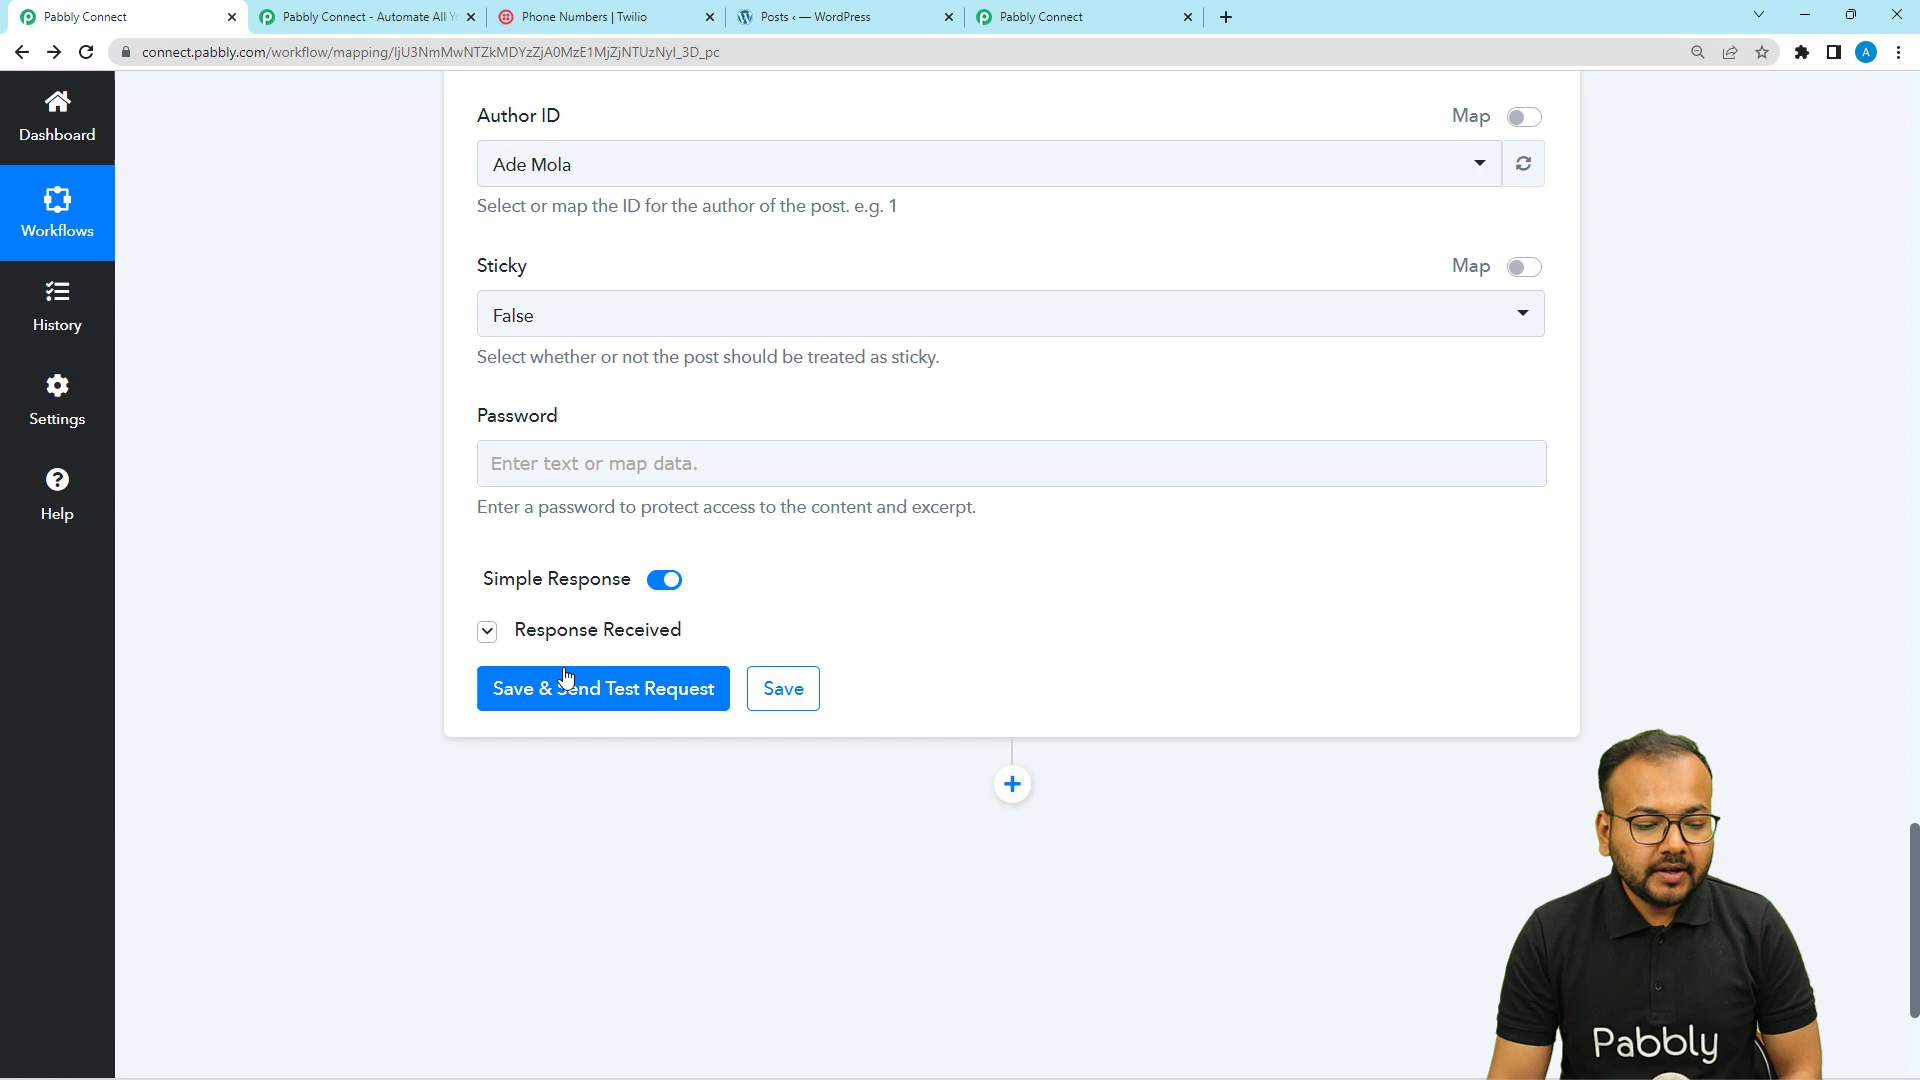 Pabbly Connect
Pabbly Connect - Automate All Y
Phone Numbers | Twilio
Posts ‹ — WordPress
Pabbly Connect
connect.pabbly.com/workflow/mapping/IjU3NmMwNTZkMDYzZjA0MzE1MjZjNTUzNyI_3D_pc
A
Dashboard
Workflows
History
Settings
Help
Author ID
Map
Ade Mola
Select or map the ID for the author of the post. e.g. 1
Sticky
Map
False
Select whether or not the post should be treated as sticky.
Password
Enter text or map data.
Enter a password to protect access to the content and excerpt.
Simple Response
Response Received
Save & Send Test Request
Save
Pabbly